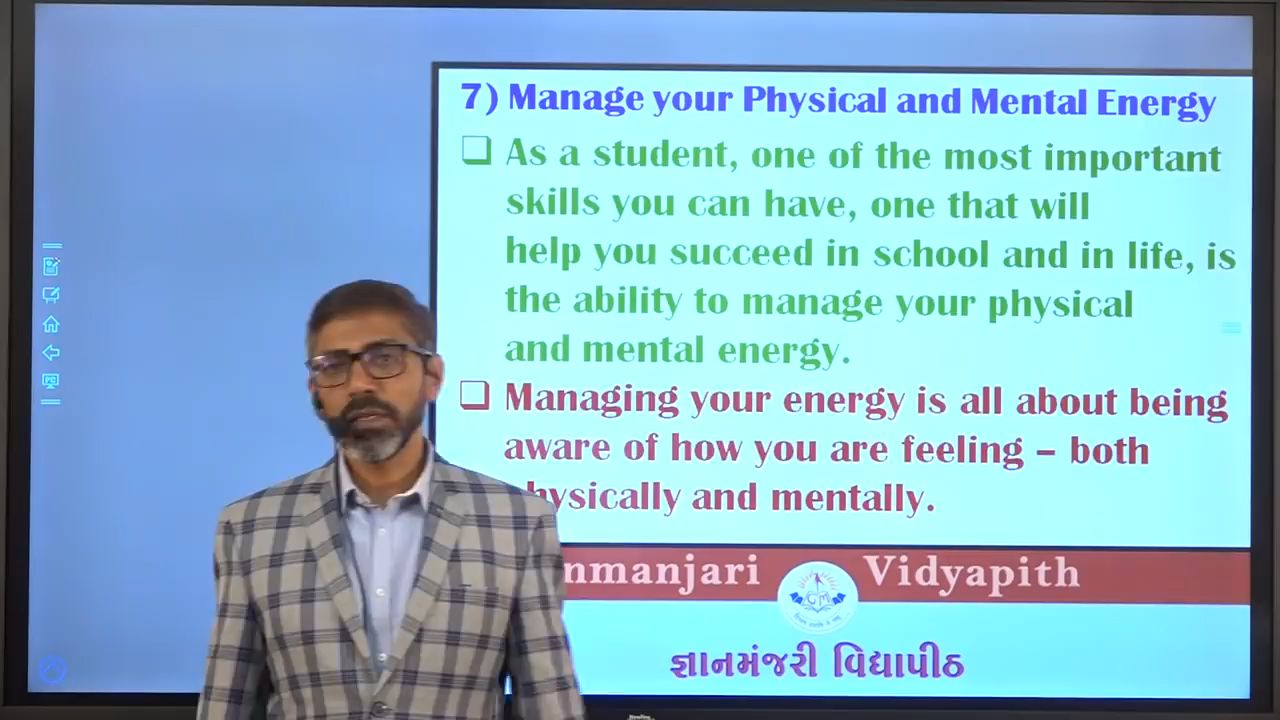 7) Manage your Physical and Mental Energy
❑ As a student, one of the most important
skills you can have, one that will
help you succeed in school and in life, is
the ability to manage your physical
and mental energy.
❑ Managing your energy is all about being
aware of how you are feeling – both
hysically and mentally.
nmanjari Vidyapith
GM
જ્ઞાનમંજરી વિદ્યાપીઠ